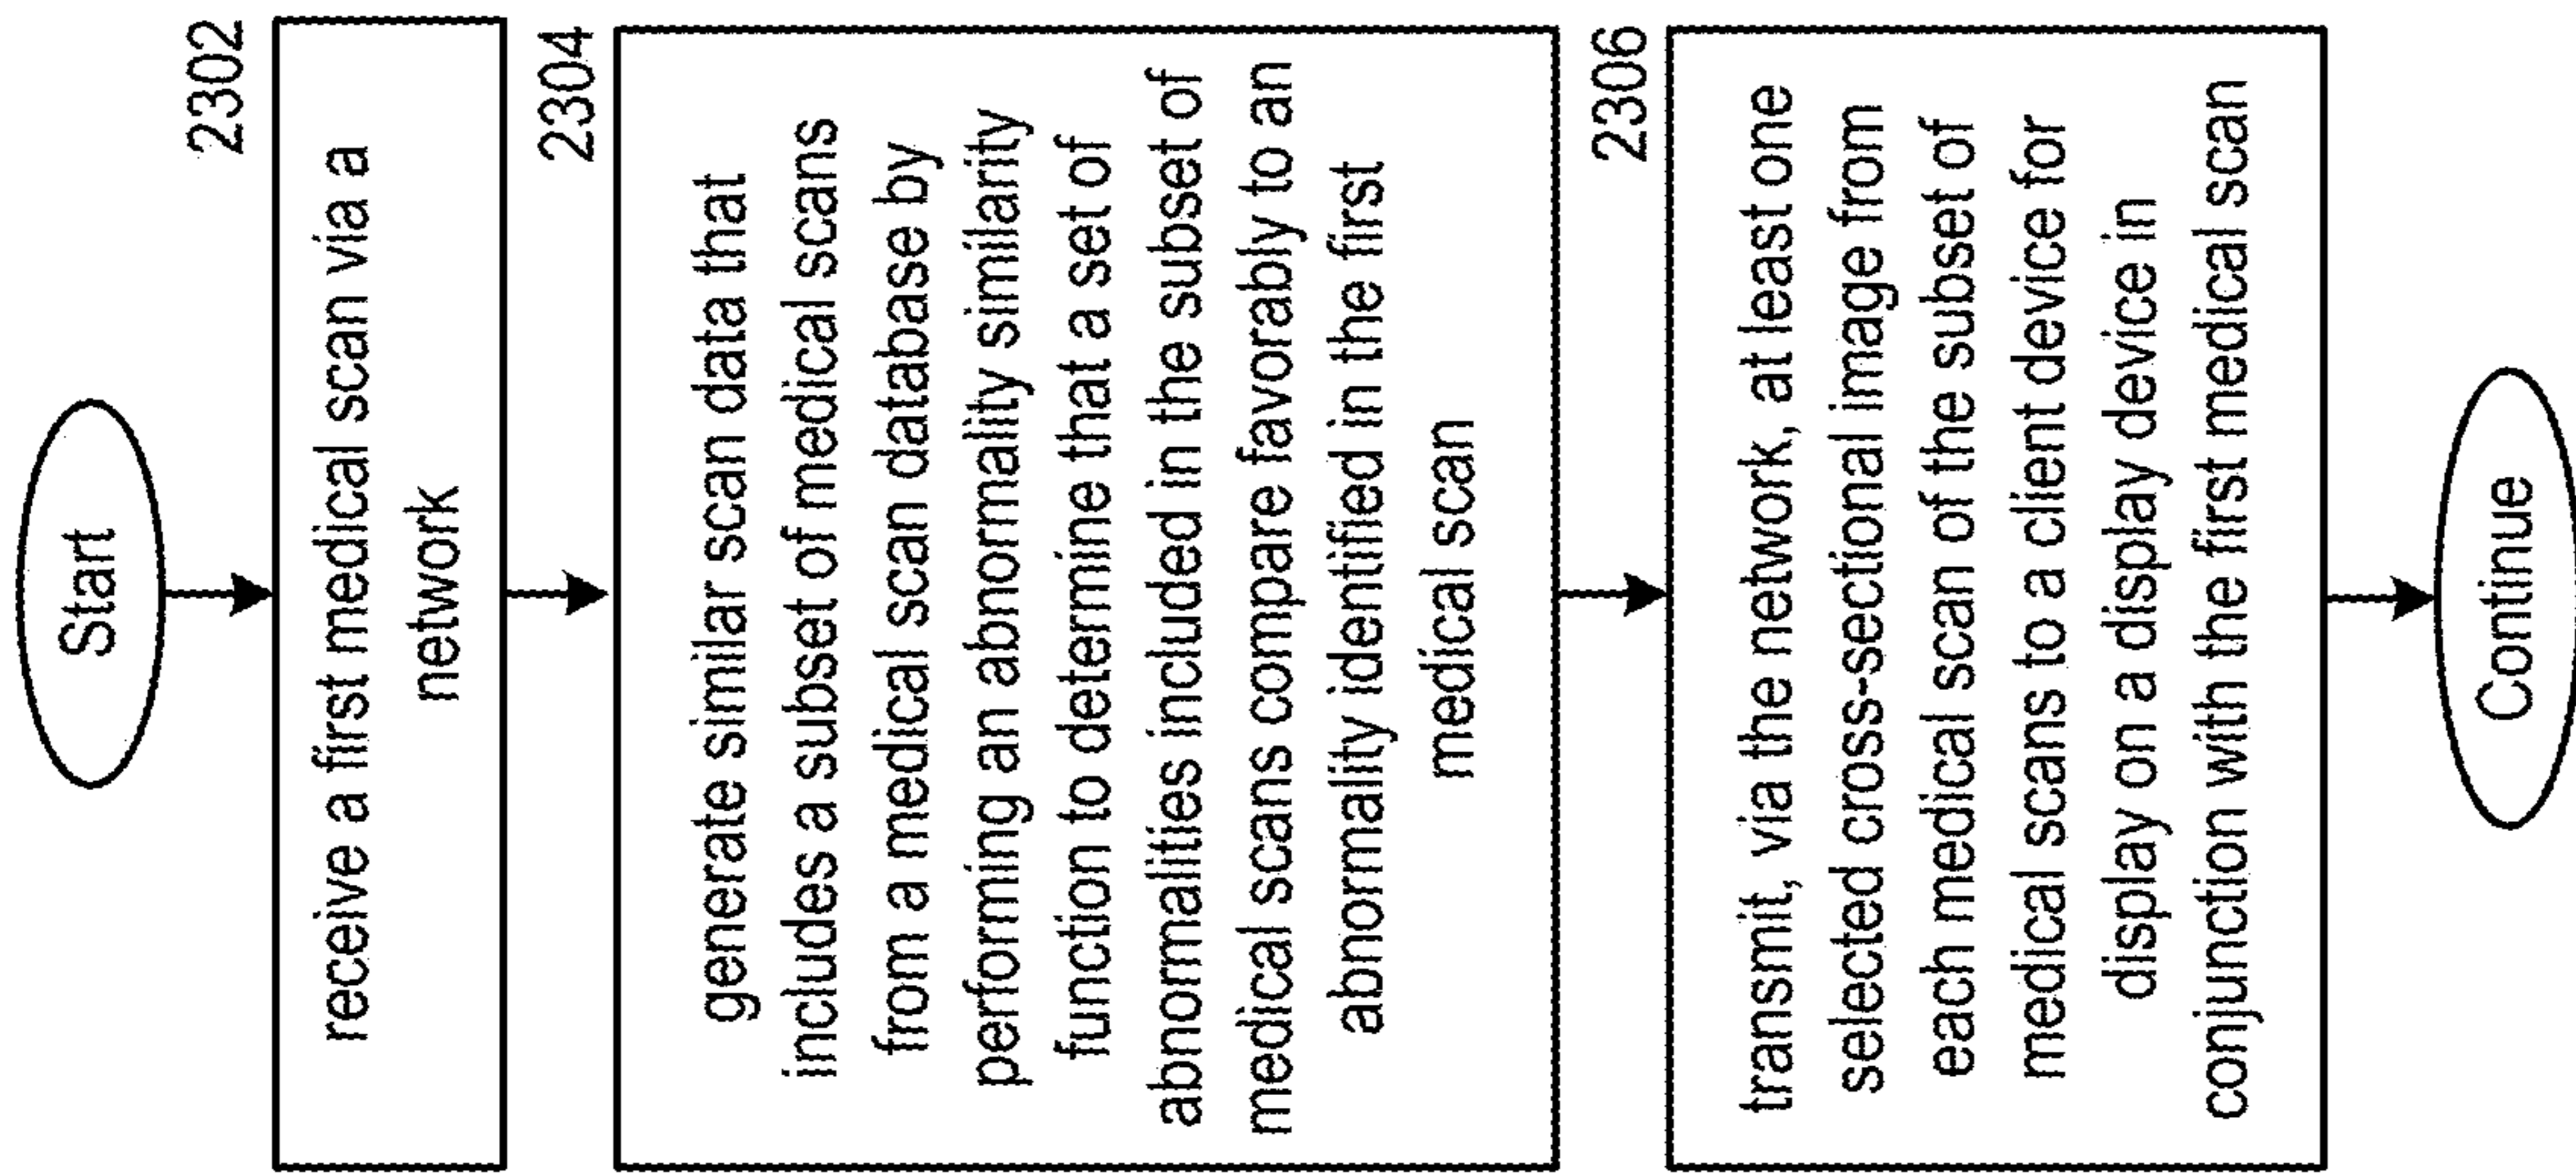 Start
2302
receive a first medical scan via a
network
2304
generate similar scan data that
includes a subset of medical scans
from a medical scan database by
performing an abnormality similarity
function to determine that a set of
abnormalities included in the subset of
medical scans compare favorably to an
abnormality identified in the first
medical scan
2306
transmit, via the network, at least one
selected cross-sectional image from
each medical scan of the subset of
medical scans to a client device for
display on a display device in
conjunction with the first medical scan
Continue